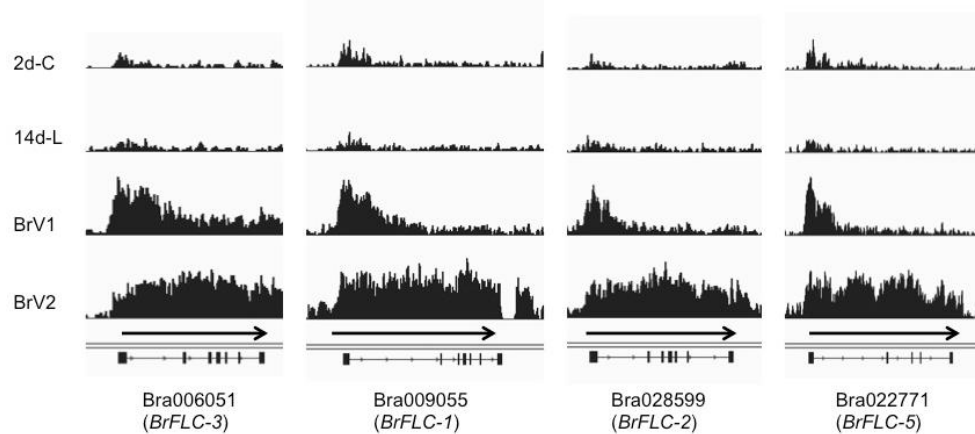 2d-C
14d-L
BrV1
BrV2
Bra006051 Bra009055 Bra028599 Bra022771
(BrFLC-3) (BrFLC-1) (BrFLC-2) (BrFLC-5)